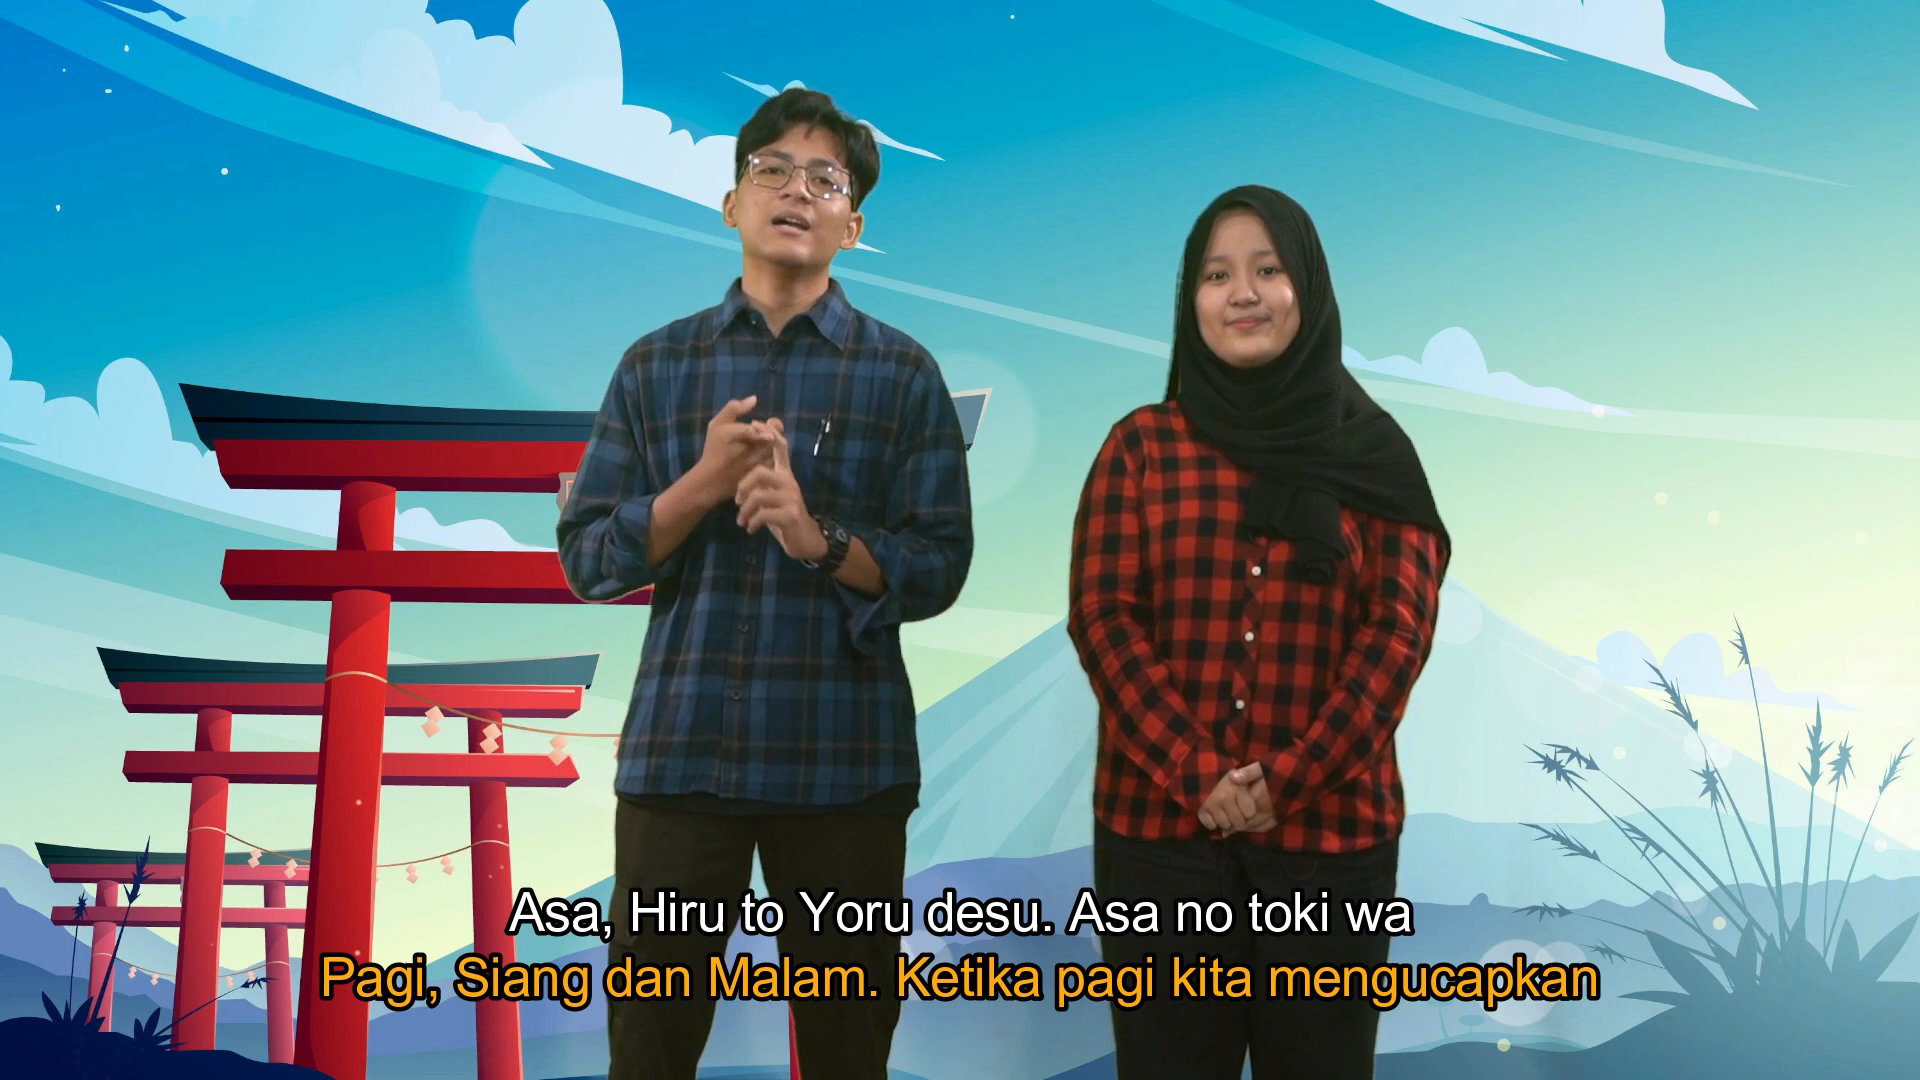 Asa, Hiru to Yoru desu. Asa no toki wa
Pagi, Siang dan Malam. Ketika pagi kita mengucapkan